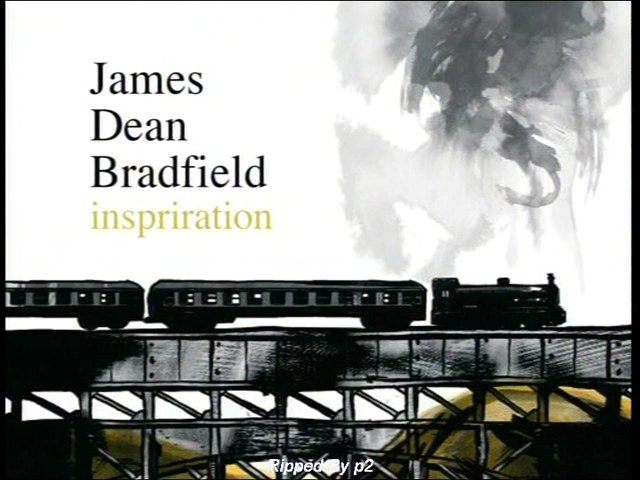 James
Dean
Bradfield
inspriration
Ripped By p2